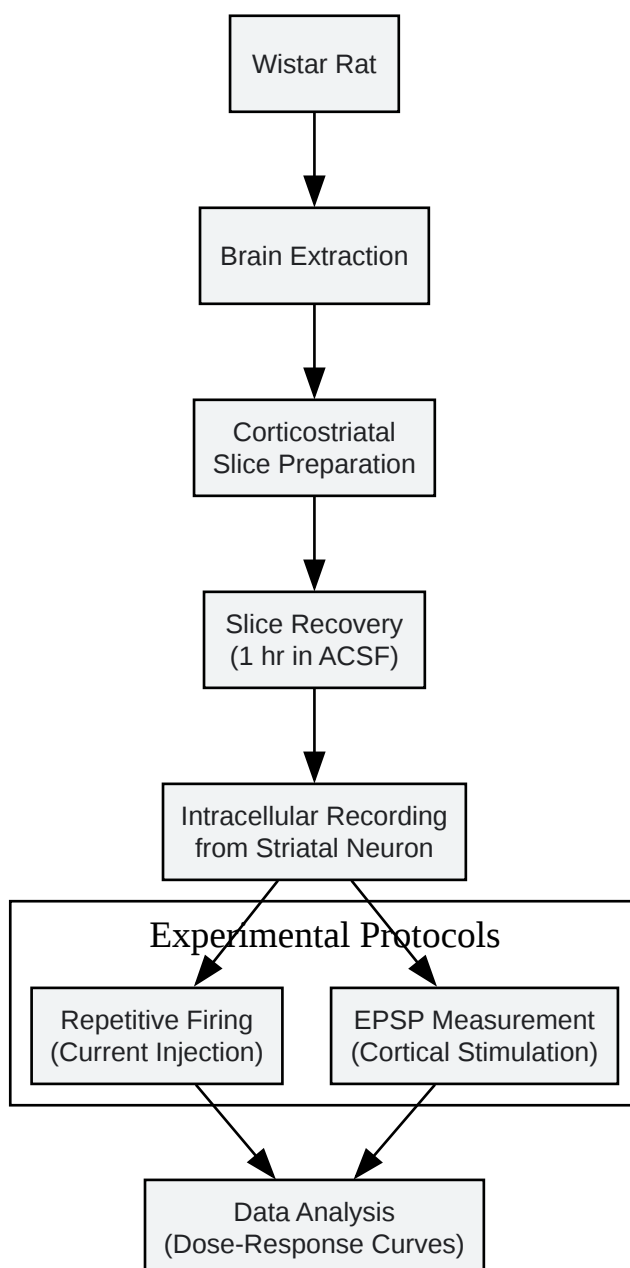 Wistar Rat
Brain Extraction
Corticostriatal
Slice Preparation
Slice Recovery
(1 hr in ACSF)
Intracellular Recording
from Striatal Neuron
Experimental Protocols
Repetitive Firing
(Current Injection)
EPSP Measurement
(Cortical Stimulation)
Data Analysis
(Dose-Response Curves)